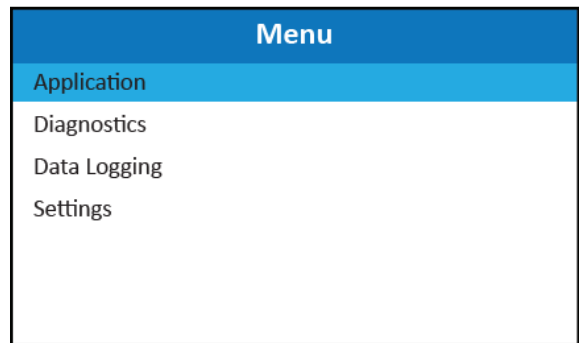 Menu
Application
Diagnostics
Data Logging
Settings